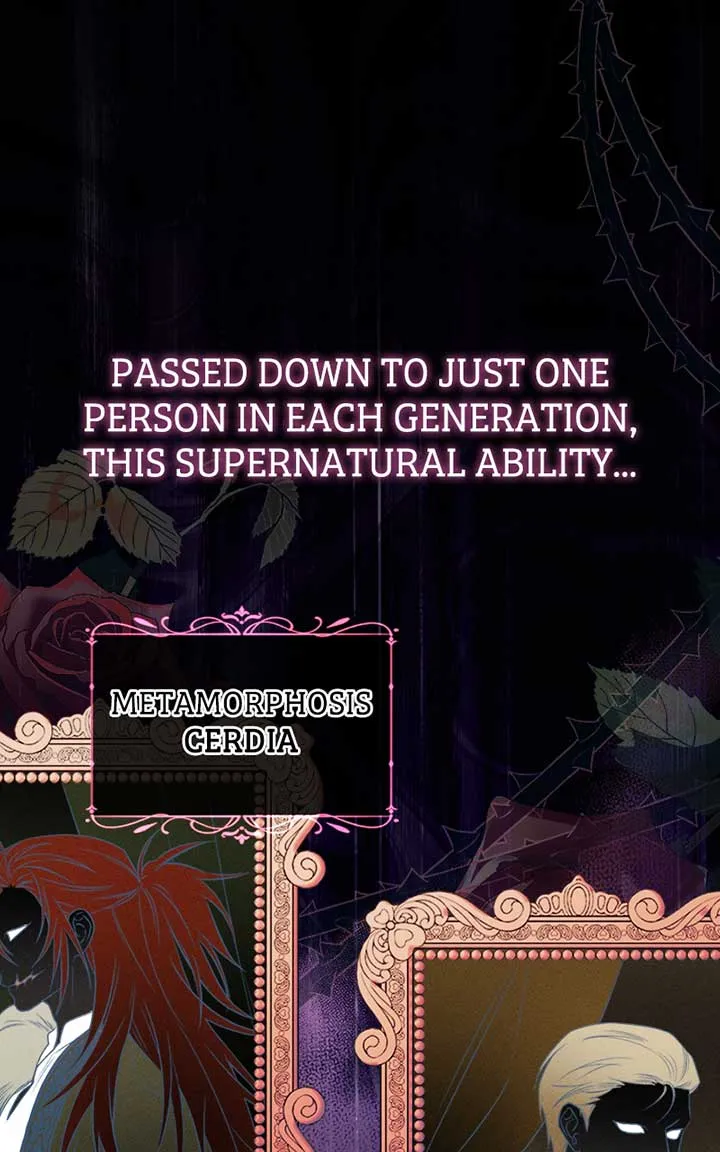 PASSED DOWN TO JUST ONE
PERSON IN EACH GENERATION,
THIS SUPERNATURAL ABILITY...
METAMORPHOSIS
CERDIA